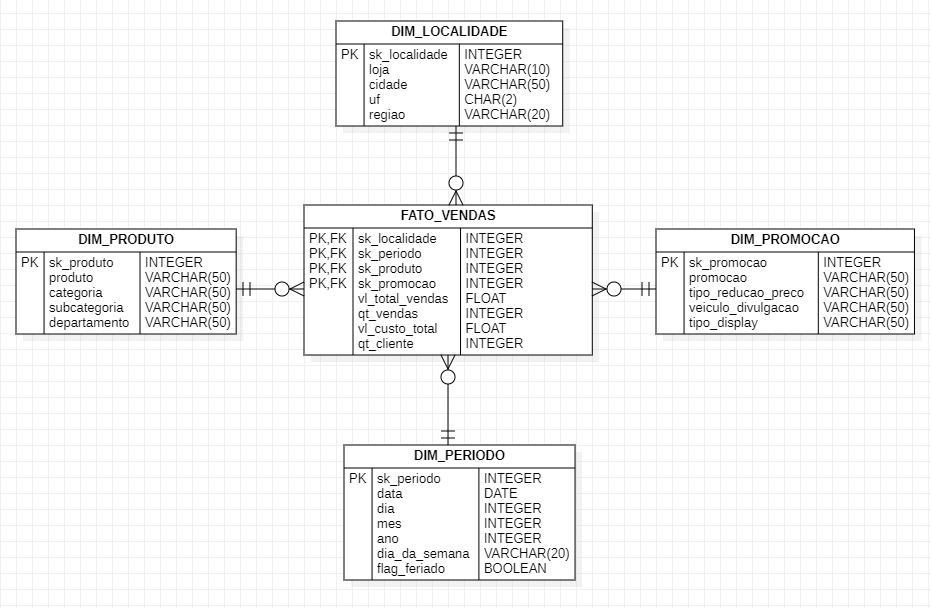 DIM_LOCALIDADE
PK sk_localidade INTEGER
loja VARCHAR(10)
cidade VARCHAR(50)
uf CHAR(2)
regiao VARCHAR(20)
FATO_VENDAS
PK,FK sk_localidade INTEGER
PK,FK sk_periodo INTEGER
PK,FK sk_produto INTEGER
PK,FK sk_promocao INTEGER
vl_total_vendas FLOAT
qt_vendas INTEGER
vl_custo_total FLOAT
qt_cliente INTEGER
DIM_PRODUTO
PK sk_produto INTEGER
produto VARCHAR(50)
categoria VARCHAR(50)
subcategoria VARCHAR(50)
departamento VARCHAR(50)
DIM_PROMOCAO
PK sk_promocao INTEGER
promocao VARCHAR(50)
tipo_reducao_preco VARCHAR(50)
veiculo_divulgacao VARCHAR(50)
tipo_display VARCHAR(50)
DIM_PERIODO
PK sk_periodo INTEGER
data DATE
dia INTEGER
mes INTEGER
ano INTEGER
dia_da_semana VARCHAR(20)
flag_feriado BOOLEAN